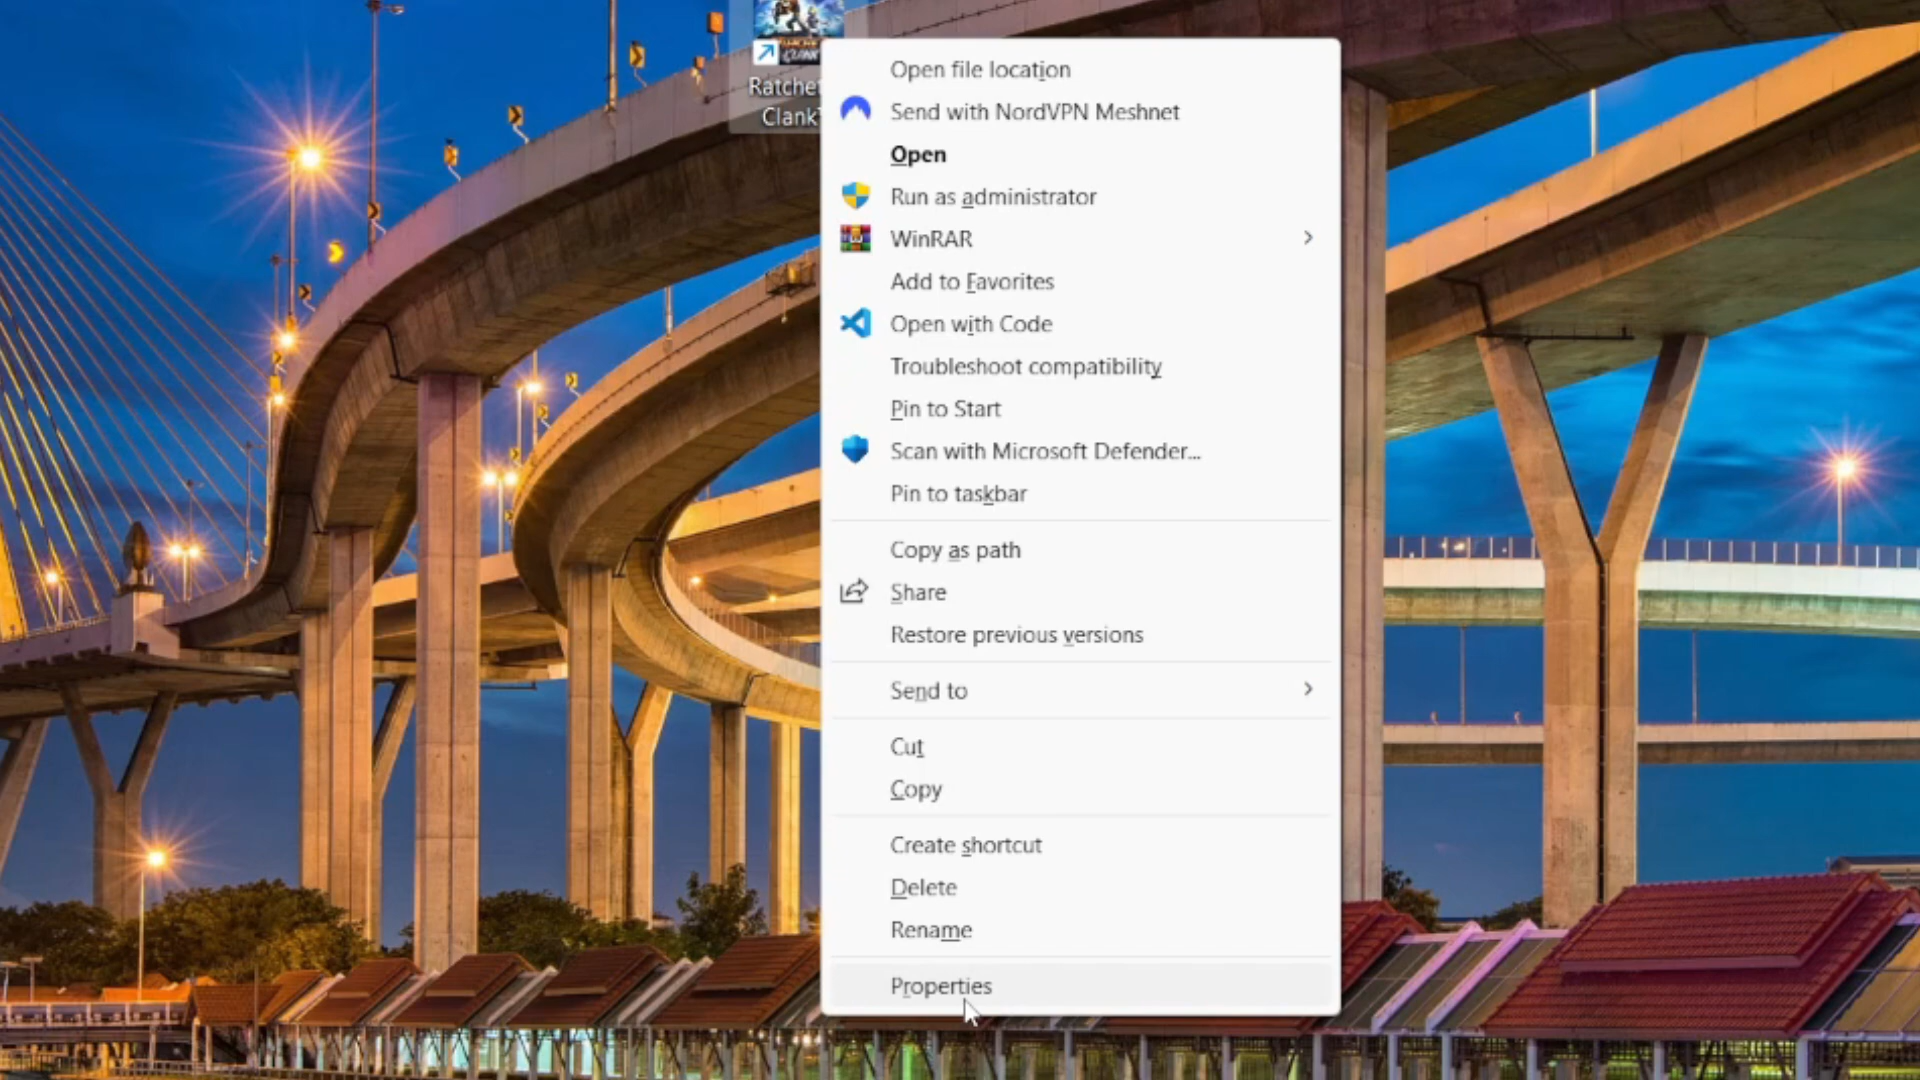 Ratchet
Clank
Open file location
Send with NordVPN Meshnet
Open
Run as administrator
WinRAR
Add to Favorites
Open with Code
Troubleshoot compatibility
Pin to Start
Scan with Microsoft Defender...
Pin to taskbar
Copy as path
Share
Restore previous versions
Send to
Cut
Copy
Create shortcut
Delete
Rename
Properties